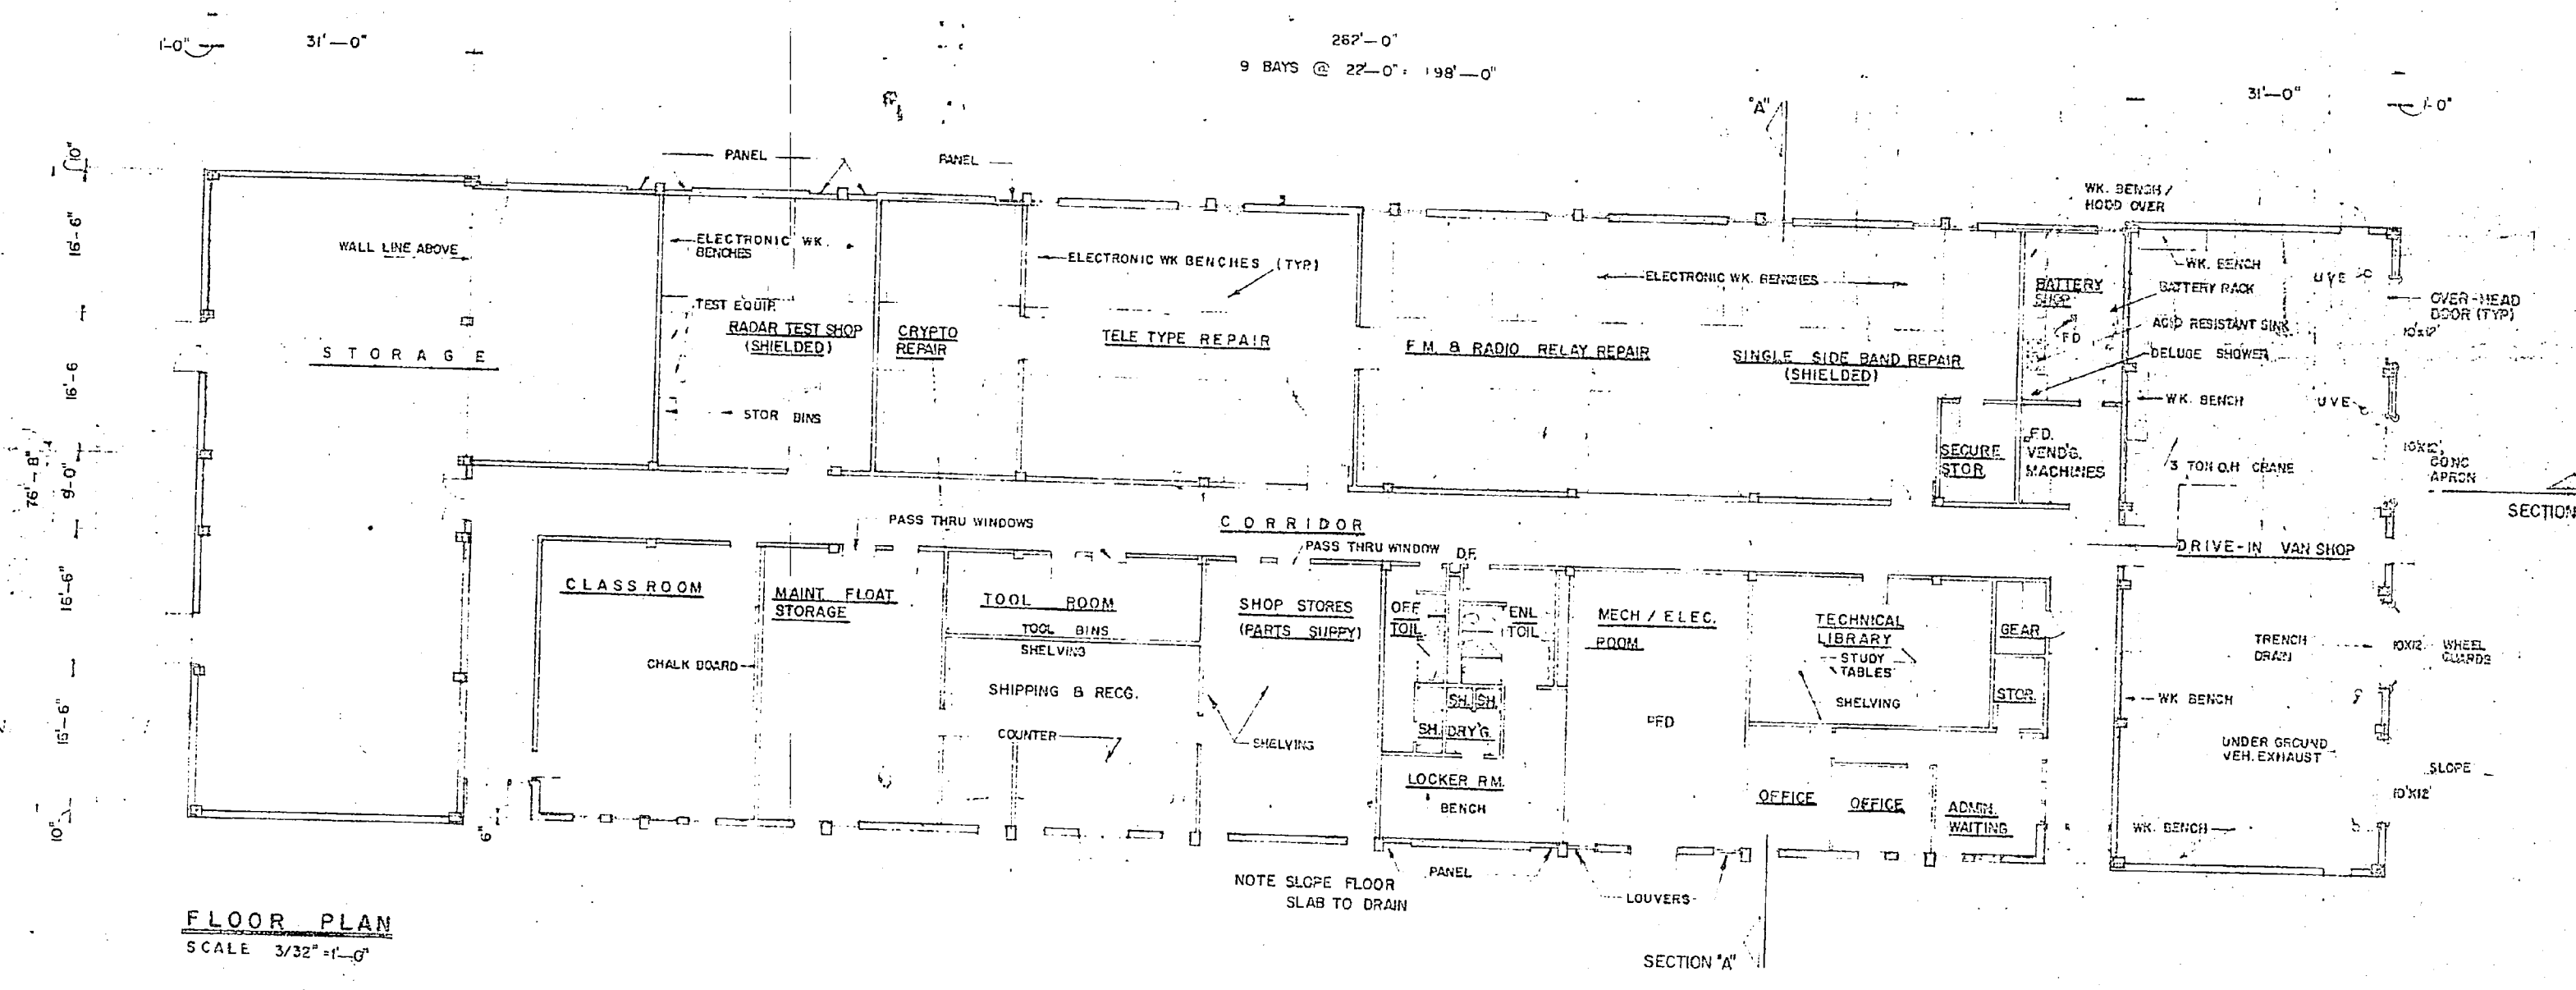 262'-0"
1'-0"
31'-0"
9 BAYS @ 22'-0" = 198'-0"
31'-0"
1'-0"
"A"
10"
16'-6"
16'-6
76'-8"
9'-0"
16'-6"
16'-6"
10"
PANEL
PANEL
WK. BENCH /
HOOD OVER
WALL LINE ABOVE
ELECTRONIC WK.
BENCHES
ELECTRONIC WK BENCHES (TYP)
ELECTRONIC WK. BENCHES
WK. BENCH
BATTERY
SHOP
BATTERY RACK
UVE
OVER-HEAD
DOOR (TYP)
10'x12'
TEST EQUIP.
RADAR TEST SHOP
(SHIELDED)
CRYPTO
REPAIR
TELE TYPE REPAIR
F.M. & RADIO RELAY REPAIR
SINGLE SIDE BAND REPAIR
(SHIELDED)
ACID RESISTANT SINK
FD
DELUGE SHOWER
STORAGE
WK. BENCH
UVE
STOR BINS
SECURE
STOR
F.D.
VEND'G.
MACHINES
3 TON O.H CRANE
10'X12'
CONC
APRON
SECTION
PASS THRU WINDOWS
CORRIDOR
PASS THRU WINDOW
D.F.
DRIVE-IN VAN SHOP
CLASSROOM
MAINT. FLOAT
STORAGE
TOOL ROOM
TOOL BINS
SHELVING
SHOP STORES
(PARTS SUPPY)
OFF
TOIL
ENL
TOIL
MECH / ELEC.
ROOM
TECHNICAL
LIBRARY
STUDY
TABLES
SHELVING
GEAR
STOR.
TRENCH
DRAIN
10X12
WHEEL
GUARDS
CHALK BOARD
SHIPPING & RECG.
SH. SH.
SH. DRY'G.
WK BENCH
COUNTER
SHELVING
UNDER GROUND
VEH. EXHAUST
SLOPE
10'X12'
LOCKER RM.
BENCH
OFFICE
OFFICE
ADMIN.
WAITING
WK. BENCH
6"
PANEL
NOTE SLOPE FLOOR
SLAB TO DRAIN
LOUVERS
SECTION "A"
FLOOR PLAN
SCALE 3/32" = 1'-0"